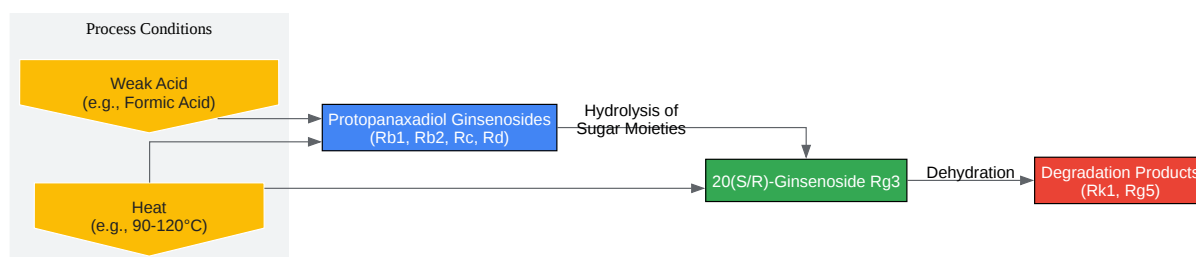 Process Conditions
Weak Acid
(e.g., Formic Acid)
Heat
(e.g., 90-120°C)
Protopanaxadiol Ginsenosides
(Rb1, Rb2, Rc, Rd)
Hydrolysis of
Sugar Moieties
20(S/R)-Ginsenoside Rg3
Dehydration
Degradation Products
(Rk1, Rg5)